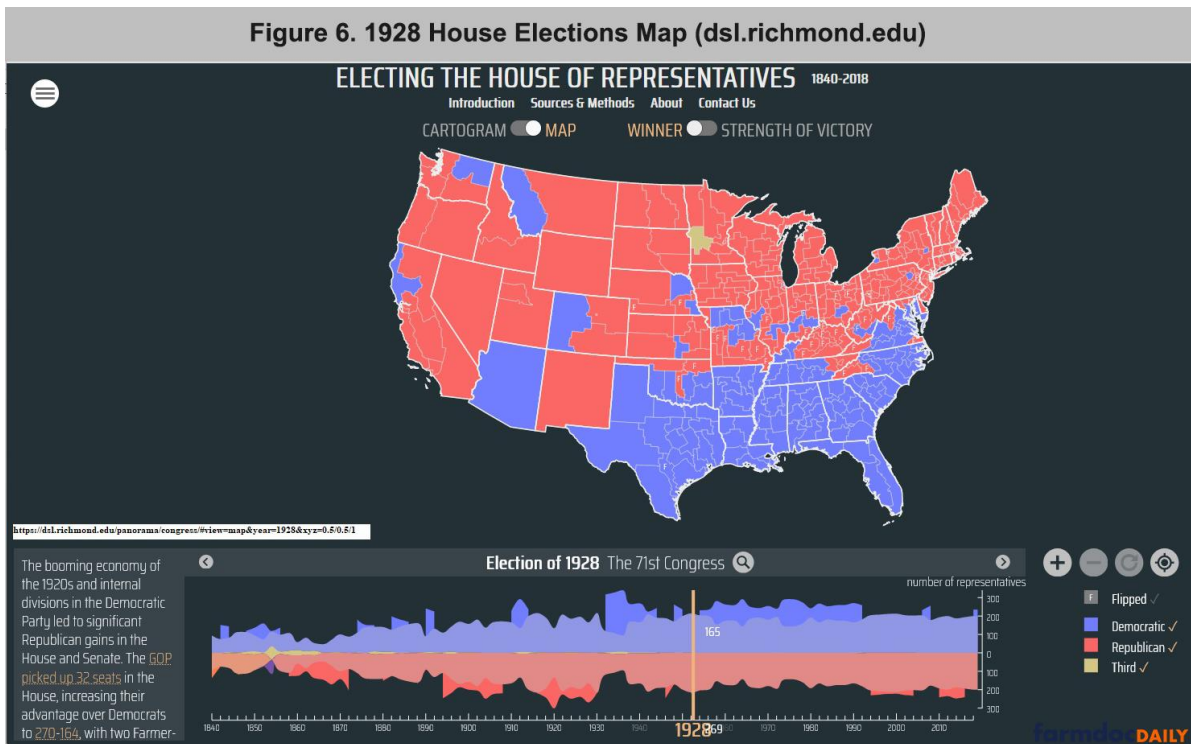 Figure 6. 1928 House Elections Map (dsl.richmond.edu)
ELECTING THE HOUSE OF REPRESENTATIVES 1840-2018
Introduction Sources & Methods About Contact Us
CARTOGRAM MAP WINNER STRENGTH OF VICTORY
F
F
F
F
F
F
F
https://dsl.richmond.edu/panorama/congress/#view=map&year=1928&xyz=0.5/0.5/1
The booming economy of
the 1920s and internal
divisions in the Democratic
Party led to significant
Republican gains in the
House and Senate. The GOP
picked up 32 seats in the
House, increasing their
advantage over Democrats
to 270-164, with two Farmer-
Election of 1928 The 71st Congress
number of representatives
300
200
100
0
100
200
300
165
1840 1850 1860 1870 1880 1890 1900 1910 1920 1930 1940 1928 69 1970 1980 1990 2000 2010
F Flipped ✓
Democratic ✓
Republican ✓
Third ✓
farmdocDAILY